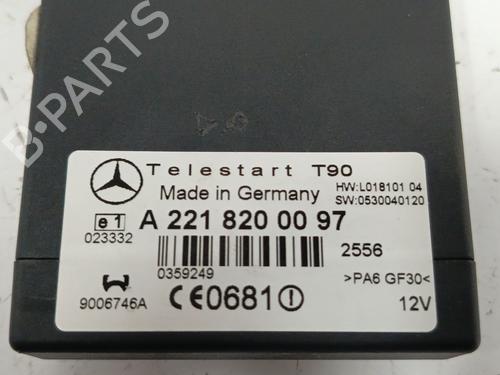 B-PARTS
Telestart T90
Made in Germany
HW:L018101 04
SW:0530040120
e1
023332
A 221 820 00 97
2556
0359249
>PA6 GF30<
9006746A
CE0681!
12V